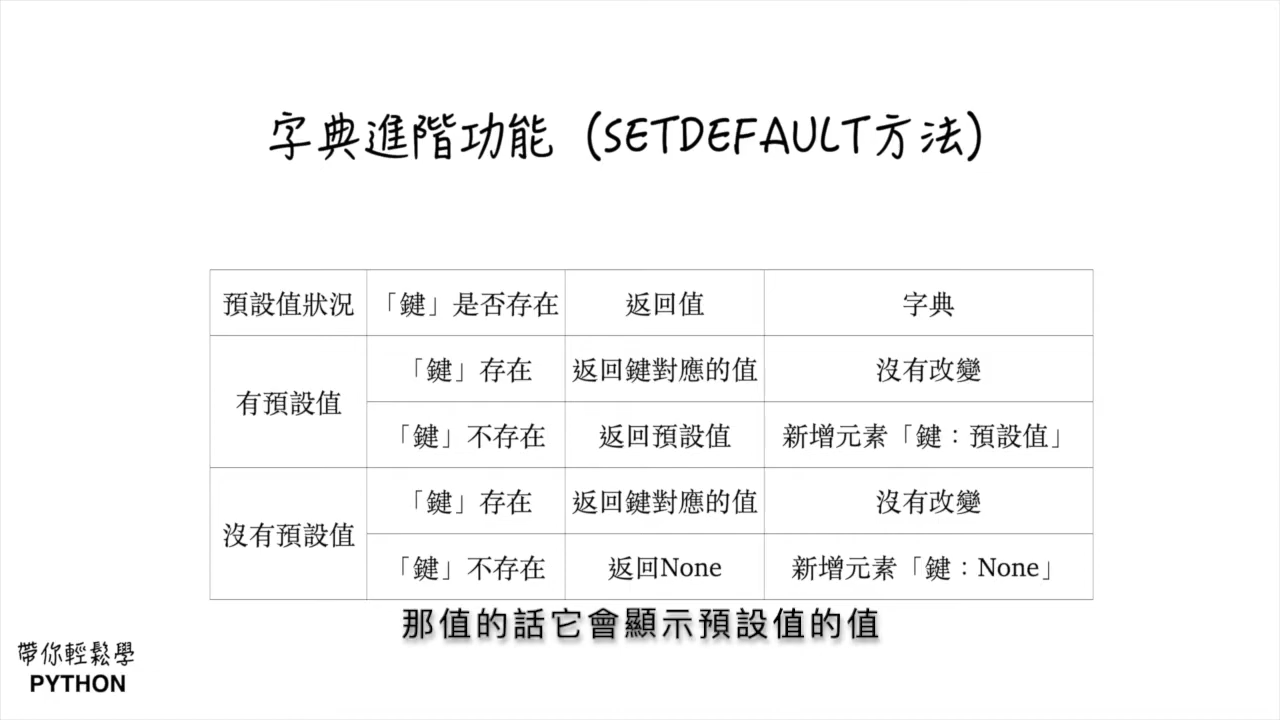 字典進階功能 (SETDEFAULT方法)
預設值狀況 「鍵」是否存在 返回值 字典
有預設值 「鍵」存在 返回鍵對應的值 沒有改變
「鍵」不存在 返回預設值 新增元素「鍵：預設值」
沒有預設值 「鍵」存在 返回鍵對應的值 沒有改變
「鍵」不存在 返回None 新增元素「鍵：None」
那值的話它會顯示預設值的值
帶你輕鬆學
PYTHON